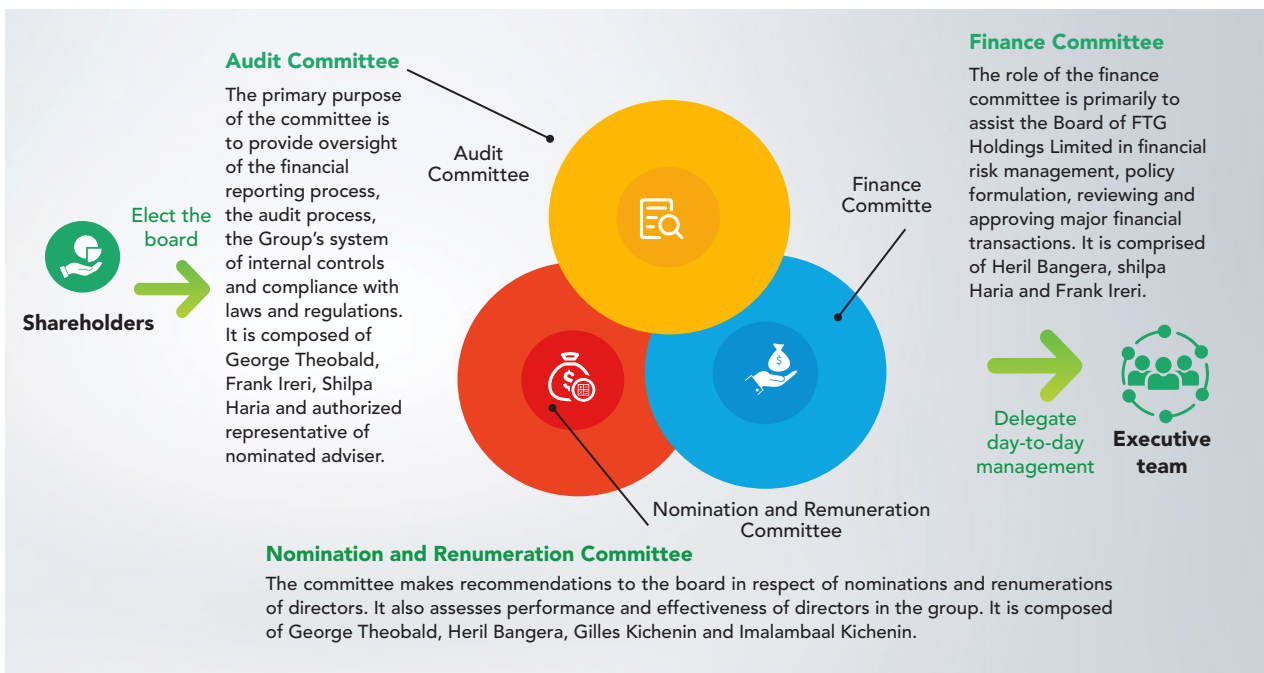 Shareholders
Elect the
board
Audit Committee
The primary purpose
of the committee is
to provide oversight
of the financial
reporting process,
the audit process,
the Group's system
of internal controls
and compliance with
laws and regulations.
It is composed of
George Theobald,
Frank Ireri, Shilpa
Haria and authorized
representative of
nominated adviser.
Audit
Committee
Finance
Committe
Nomination and Remuneration
Committee
Finance Committee
The role of the finance
committee is primarily to
assist the Board of FTG
Holdings Limited in financial
risk management, policy
formulation, reviewing and
approving major financial
transactions. It is comprised
of Heril Bangera, shilpa
Haria and Frank Ireri.
Delegate
day-to-day
management
Executive
team
Nomination and Renumeration Committee
The committee makes recommendations to the board in respect of nominations and renumerations
of directors. It also assesses performance and effectiveness of directors in the group. It is composed
of George Theobald, Heril Bangera, Gilles Kichenin and Imalambaal Kichenin.